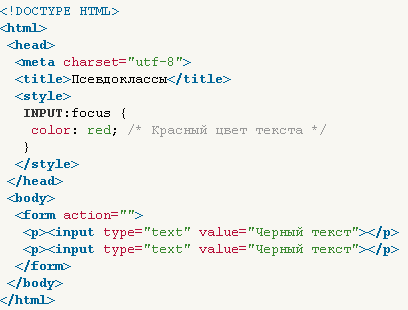 <!DOCTYPE HTML>
<html>
<head>
<meta charset="utf-8">
<title>Псевдоклассы</title>
<style>
INPUT:focus {
color: red; /* Красный цвет текста */
}
</style>
</head>
<body>
<form action="">
<p><input type="text" value="Черный текст"></p>
<p><input type="text" value="Черный текст"></p>
</form>
</body>
</html>